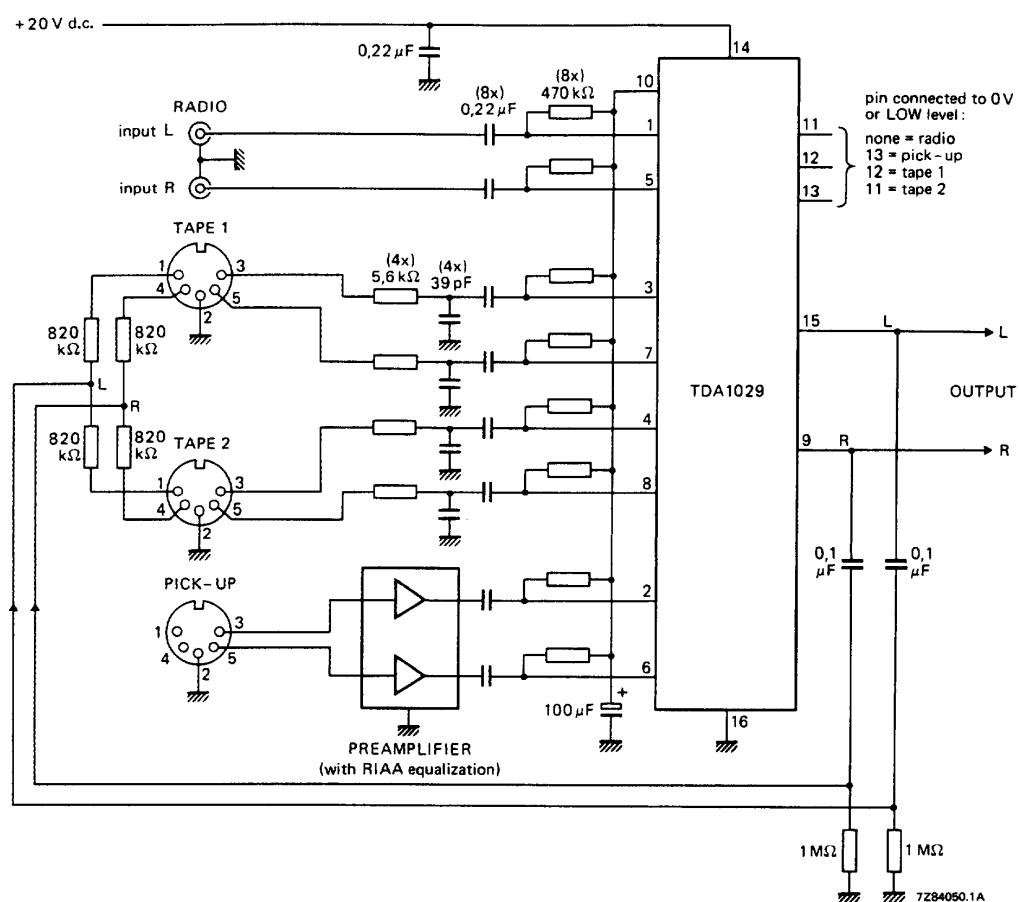 +20 V d.c.
0,22 µF
14
(8x)
0,22 µF
(8x)
470 kΩ
10
RADIO
input L
input R
1
5
pin connected to 0 V
or LOW level:
none = radio
13 = pick-up
12 = tape 1
11 = tape 2
11
12
13
TAPE 1
1
3
4
5
2
(4x)
5,6 kΩ
(4x)
39 pF
3
7
820
kΩ
820
kΩ
L
R
820
kΩ
820
kΩ
TAPE 2
1
3
4
5
2
4
8
TDA1029
15
L
L
OUTPUT
9
R
R
0,1
µF
0,1
µF
PICK-UP
1
3
4
5
2
2
6
100 µF
+
16
PREAMPLIFIER
(with RIAA equalization)
1 MΩ
1 MΩ
7Z84050.1A